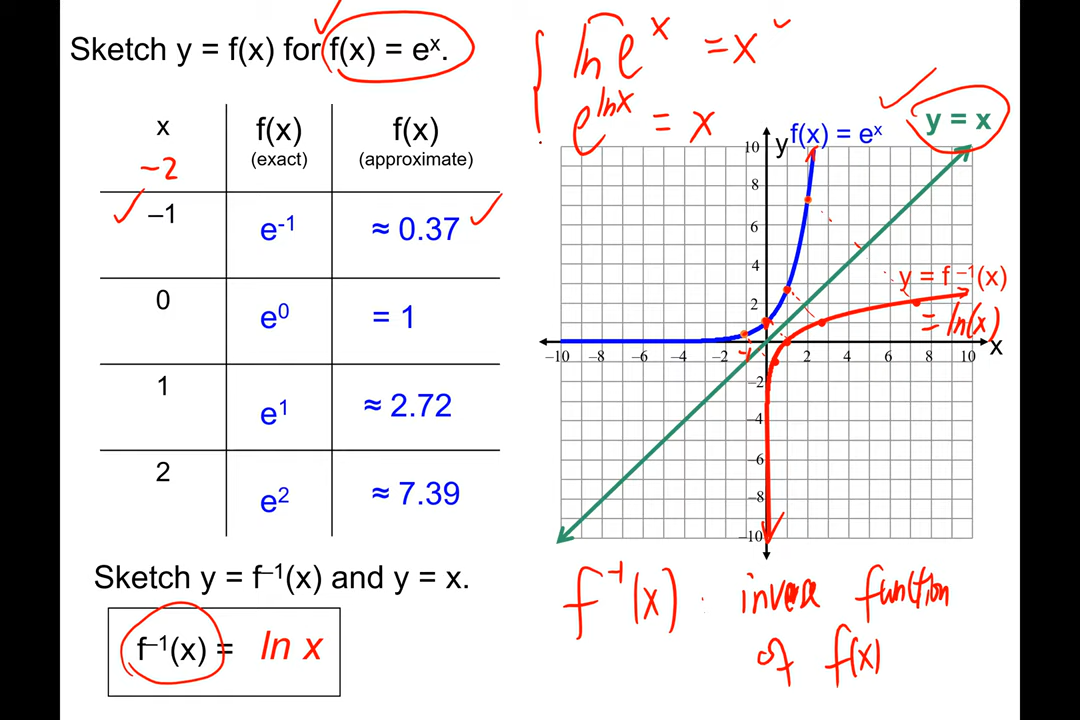 Sketch y = f(x) for f(x) = eˣ.
ln eˣ = x
e^(ln x) = x
x f(x) (exact) f(x) (approximate)
–2
–1 e⁻¹ ≈ 0.37
0 e⁰ = 1
1 e¹ ≈ 2.72
2 e² ≈ 7.39
y = x
y f(x) = eˣ
10
8
6
4
2
y = f⁻¹(x)
= ln(x)
–10 –8 –6 –4 –2 2 4 6 8 10 x
–1
–2
–4
–6
–8
–10
Sketch y = f⁻¹(x) and y = x.
f⁻¹(x) = ln x
f⁻¹(x) : inverse function
of f(x)